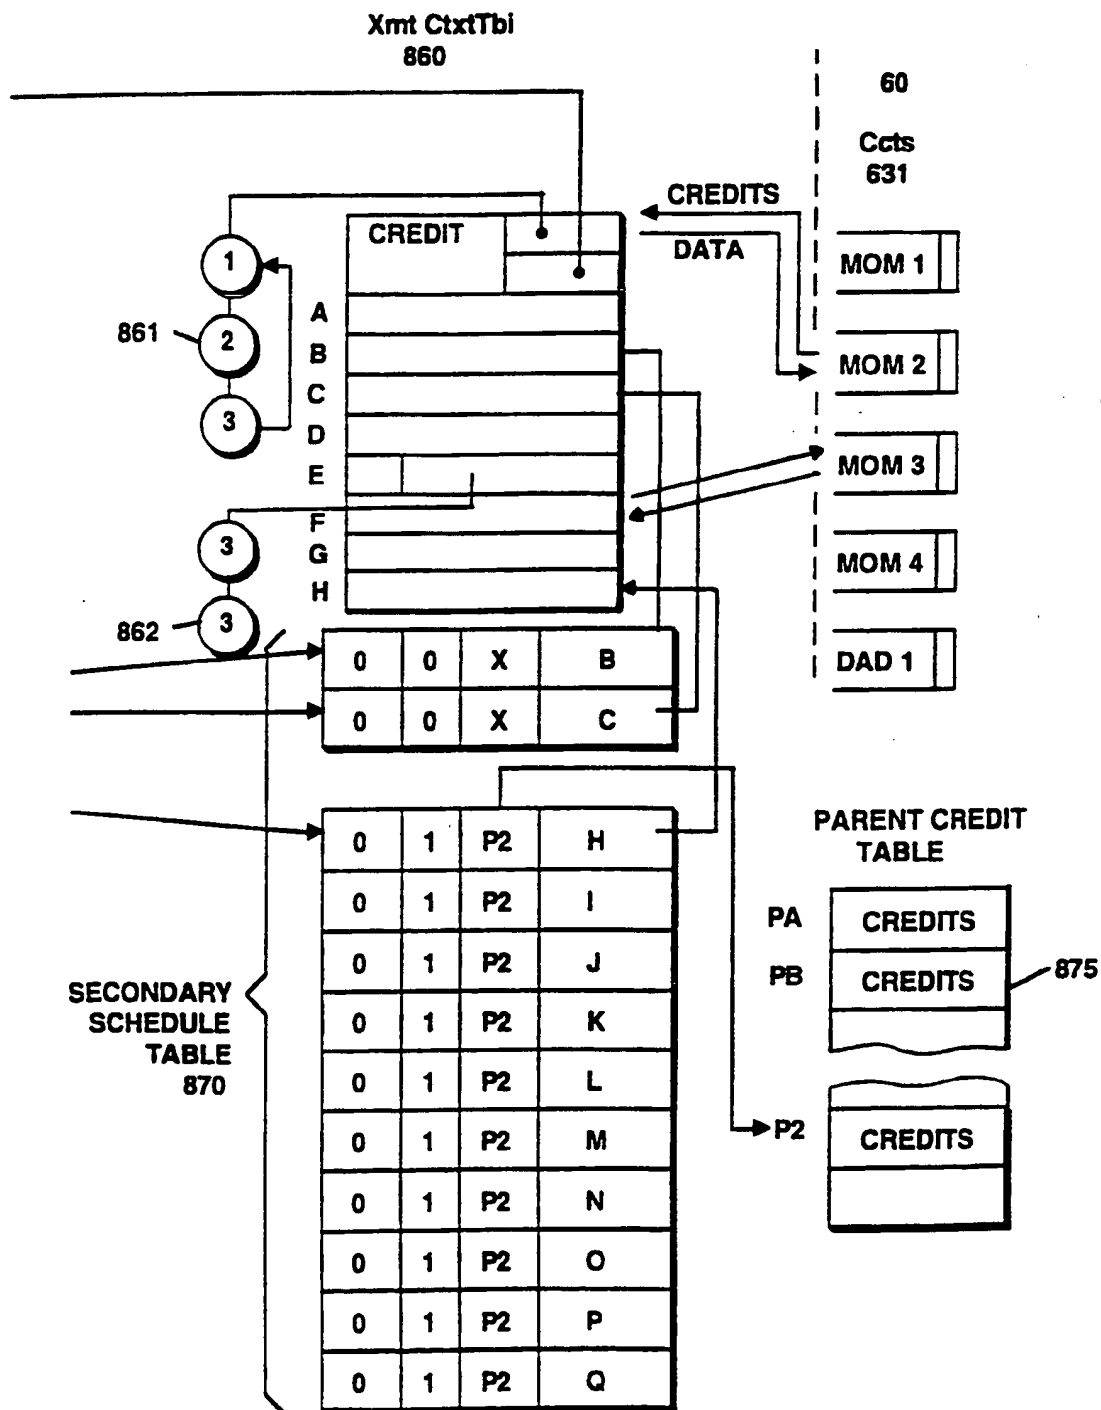 Xmt CtxtTbl
860
60
Ccts
631
CREDITS
DATA
CREDIT
1
861
2
3
A
B
C
D
E
F
G
H
3
862
3
MOM 1
MOM 2
MOM 3
MOM 4
DAD 1
0 0 X B
0 0 X C
0 1 P2 H
0 1 P2 I
0 1 P2 J
0 1 P2 K
0 1 P2 L
0 1 P2 M
0 1 P2 N
0 1 P2 O
0 1 P2 P
0 1 P2 Q
SECONDARY
SCHEDULE
TABLE
870
PARENT CREDIT
TABLE
PA CREDITS
PB CREDITS
875
P2 CREDITS